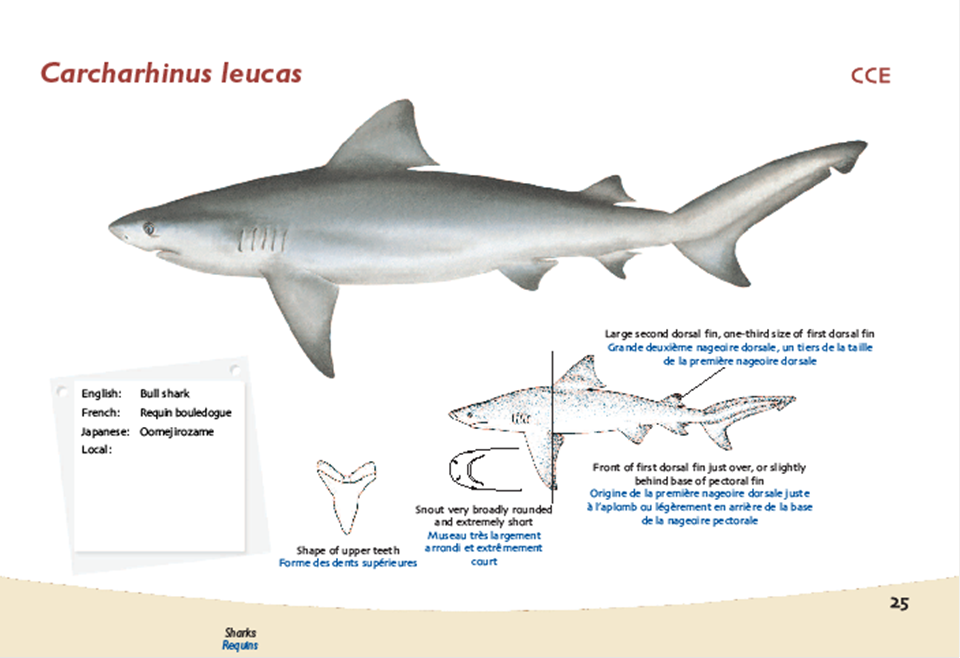 Carcharhinus leucas
CCE
Large second dorsal fin, one-third size of first dorsal fin
Grande deuxième nageoire dorsale, un tiers de la taille
de la première nageoire dorsale
English: Bull shark
French: Requin bouledogue
Japanese: Oomejirozame
Local:
Front of first dorsal fin just over, or slightly
behind base of pectoral fin
Origine de la première nageoire dorsale juste
à l'aplomb ou légèrement en arrière de la base
de la nageoire pectorale
Snout very broadly rounded
and extremely short
Museau très largement
arrondi et extrêmement
court
Shape of upper teeth
Forme des dents supérieures
25
Sharks
Requins